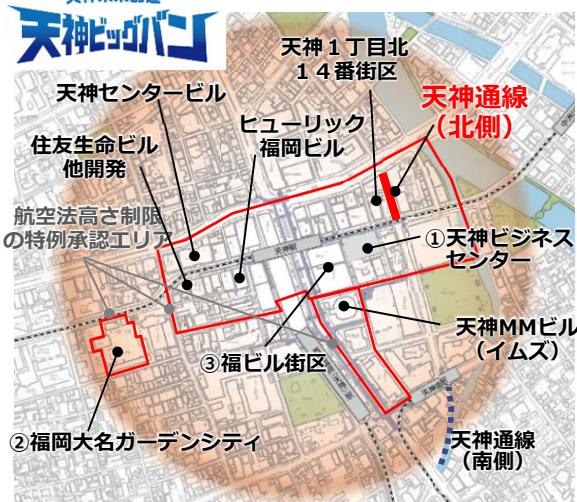 天神ビッグバン
天神センタービル
天神1丁目北
14番街区
天神通線
(北側)
住友生命ビル
他開発
ヒューリック
福岡ビル
航空法高さ制限
の特例承認エリア
天神駅
①天神ビジネス
センター
天神MMビル
(イムズ)
③福ビル街区
②福岡大名ガーデンシティ
天神通線
(南側)